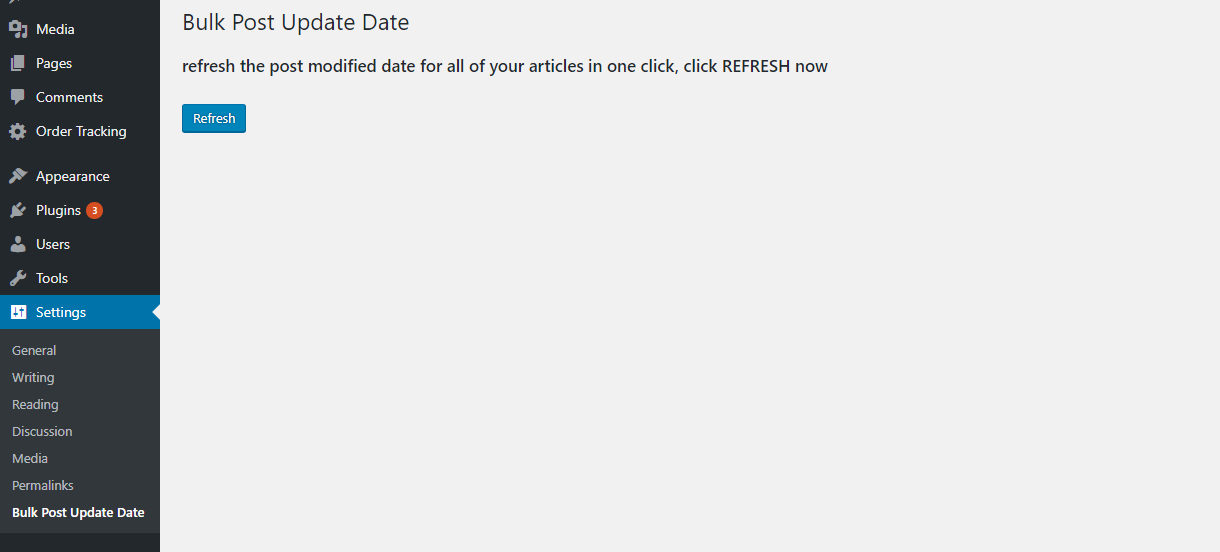 Media
Pages
Comments
Order Tracking
Appearance
Plugins 3
Users
Tools
Settings
General
Writing
Reading
Discussion
Media
Permalinks
Bulk Post Update Date
Bulk Post Update Date
refresh the post modified date for all of your articles in one click, click REFRESH now
Refresh